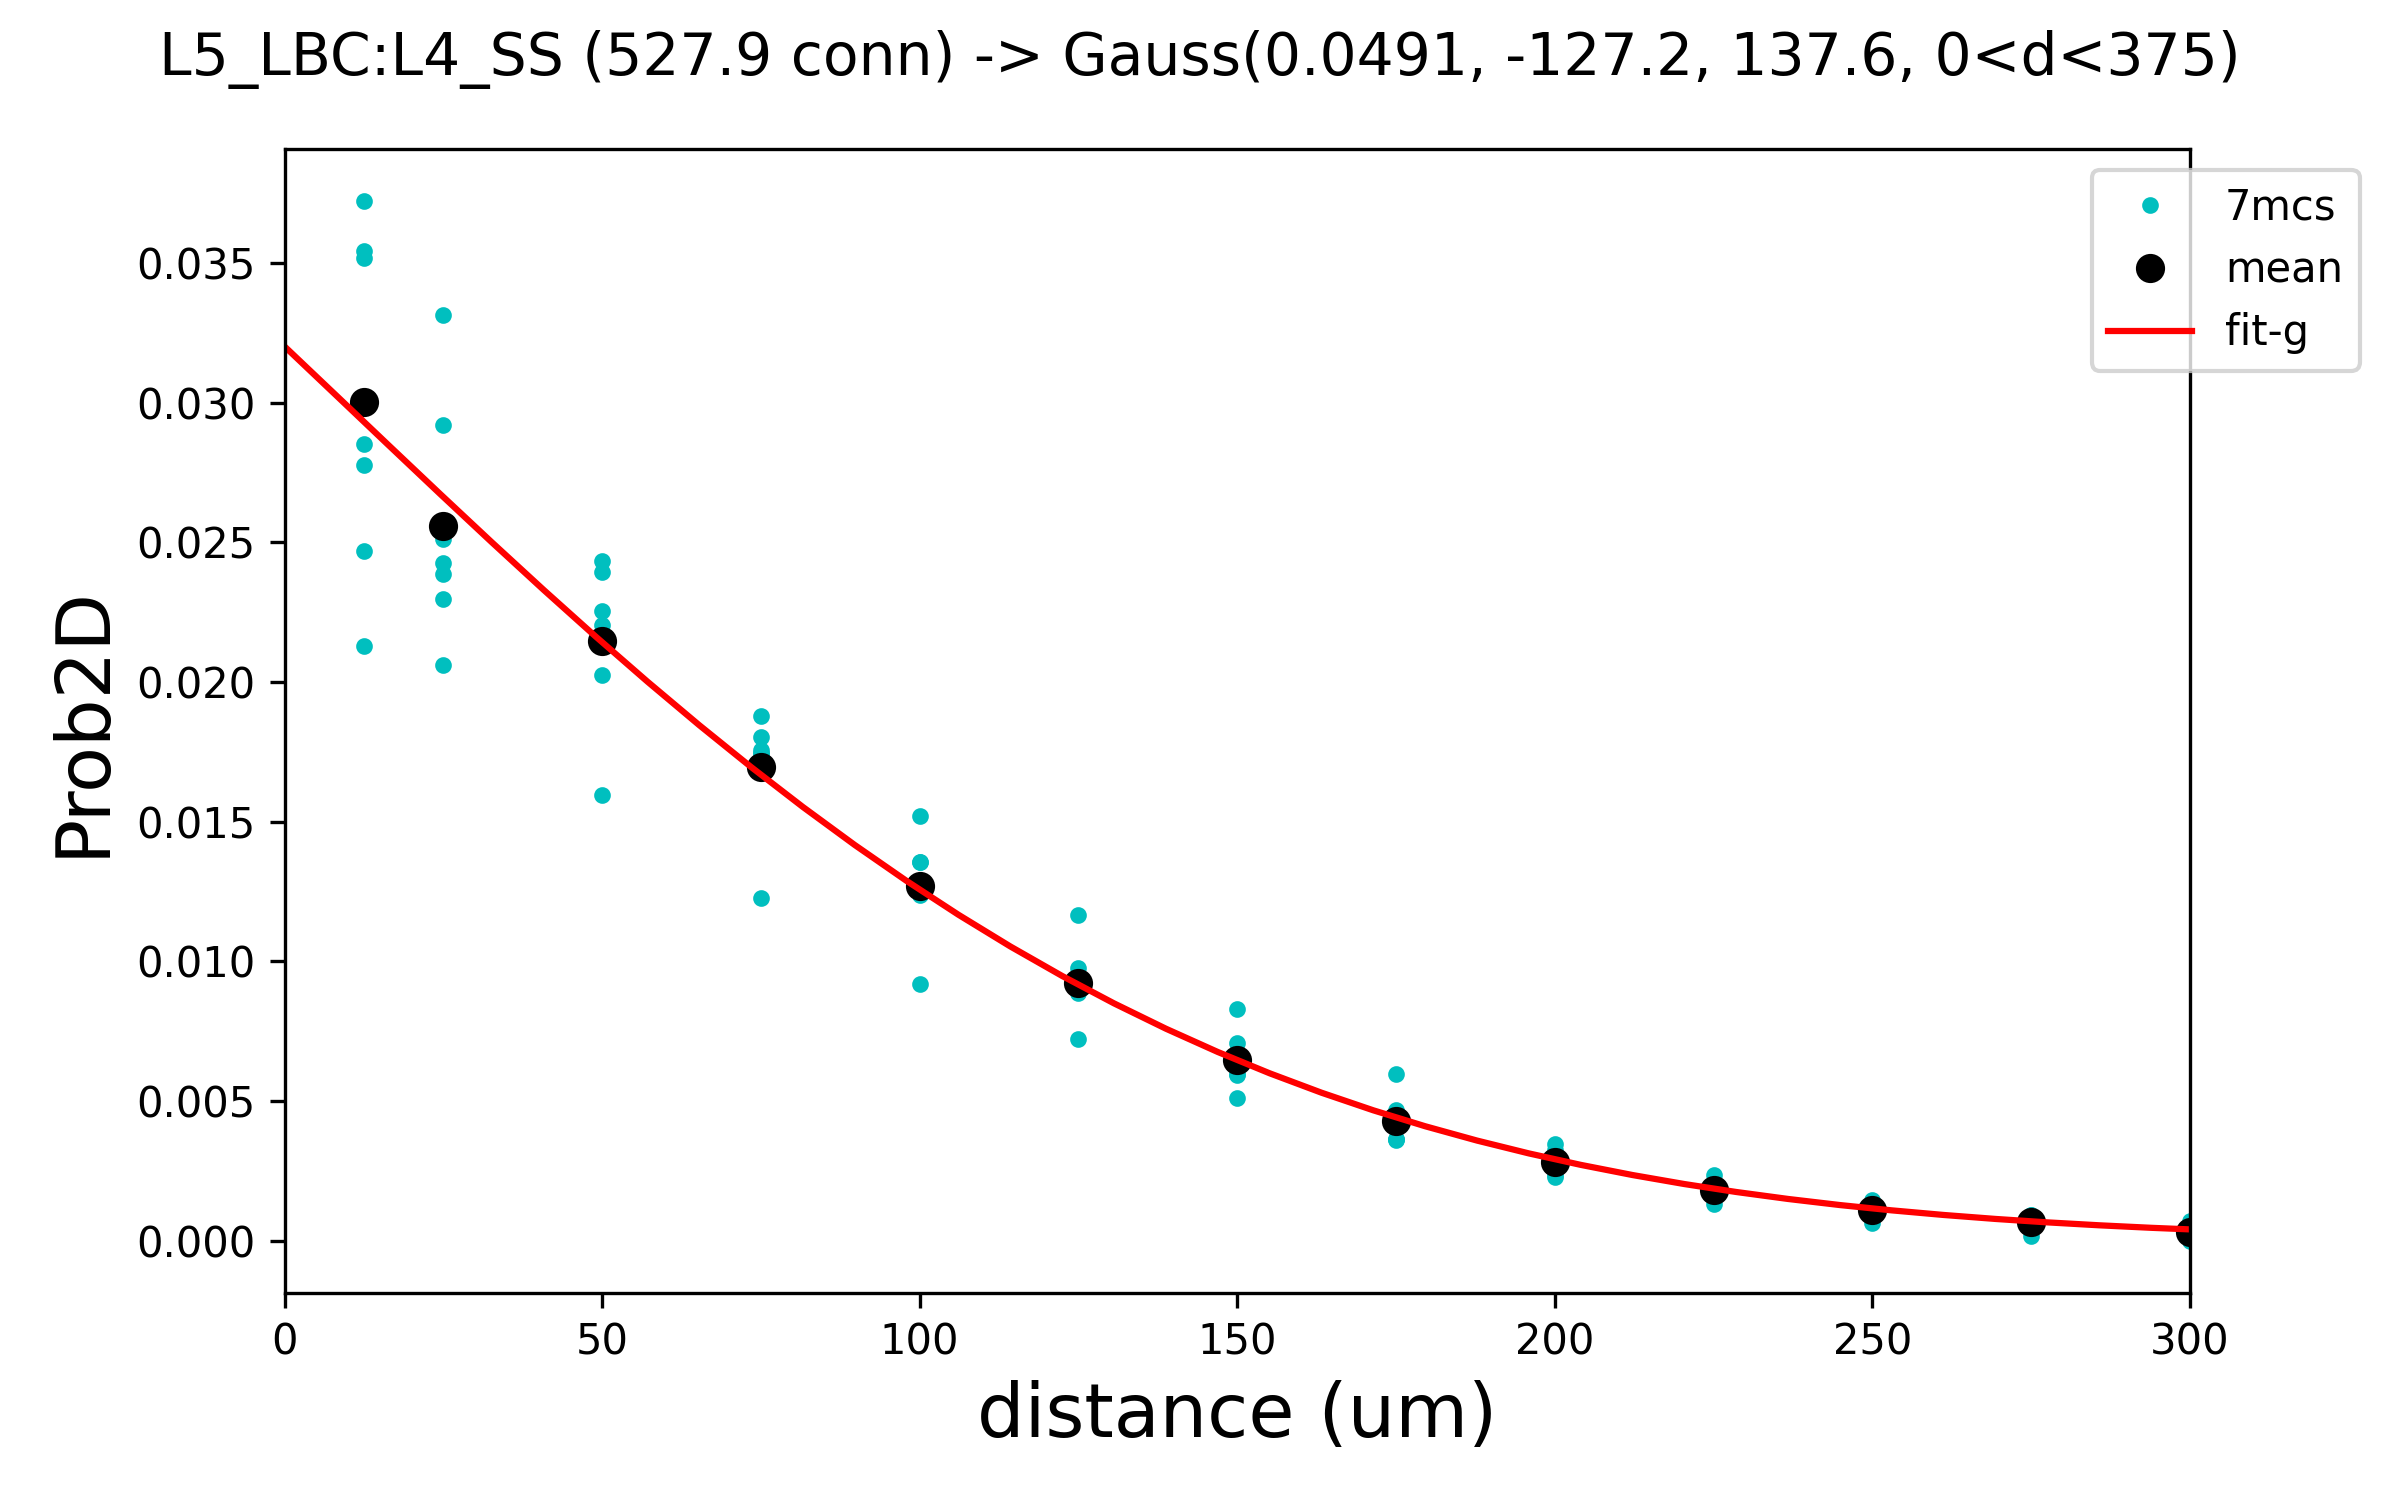 L5_LBC:L4_SS (527.9 conn) -> Gauss(0.0491, -127.2, 137.6, 0<d<375)
7mcs
mean
fit-g
Prob2D
0.035
0.030
0.025
0.020
0.015
0.010
0.005
0.000
0 50 100 150 200 250 300
distance (um)